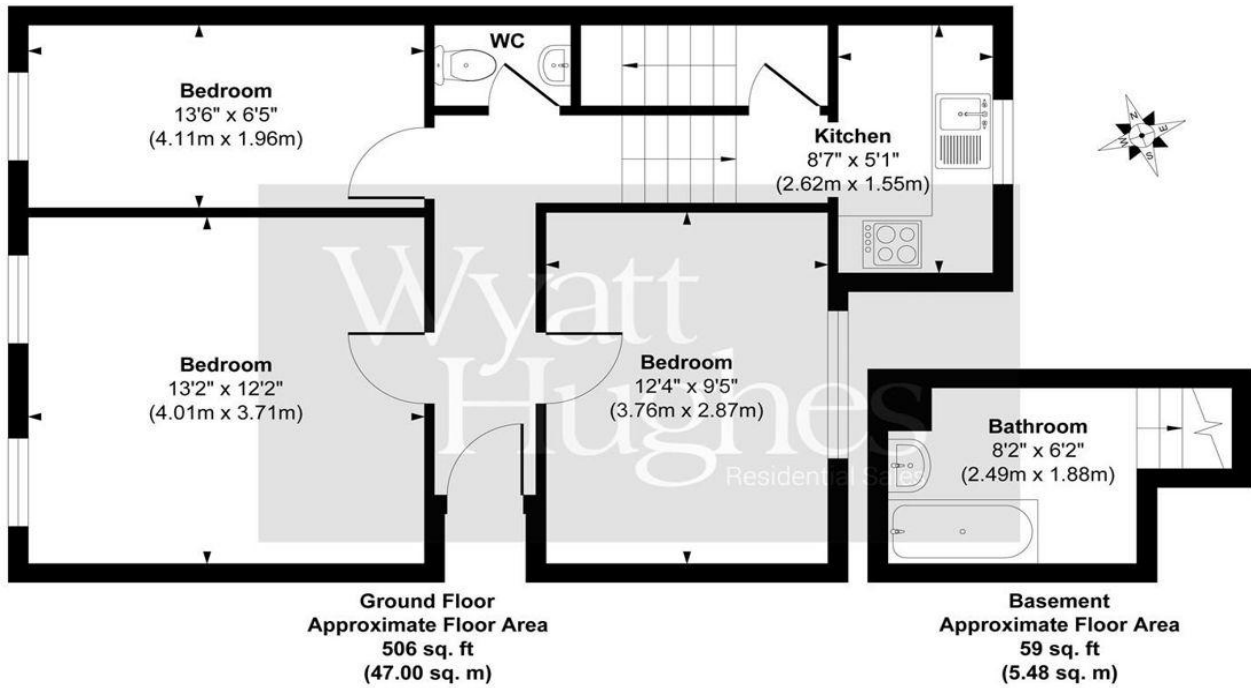 WC
Bedroom
13'6" x 6'5"
(4.11m x 1.96m)
Kitchen
8'7" x 5'1"
(2.62m x 1.55m)
N
E
S
W
Wyatt
Hughes
Residential Sales
Bedroom
13'2" x 12'2"
(4.01m x 3.71m)
Bedroom
12'4" x 9'5"
(3.76m x 2.87m)
Bathroom
8'2" x 6'2"
(2.49m x 1.88m)
Ground Floor
Approximate Floor Area
506 sq. ft
(47.00 sq. m)
Basement
Approximate Floor Area
59 sq. ft
(5.48 sq. m)